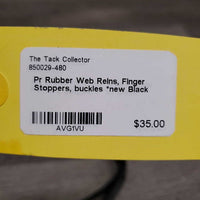 The Tack Collector
850029-480
Pr Rubber Web Reins, Finger
Stoppers, buckles *new Black
$35.00
AVG1VU